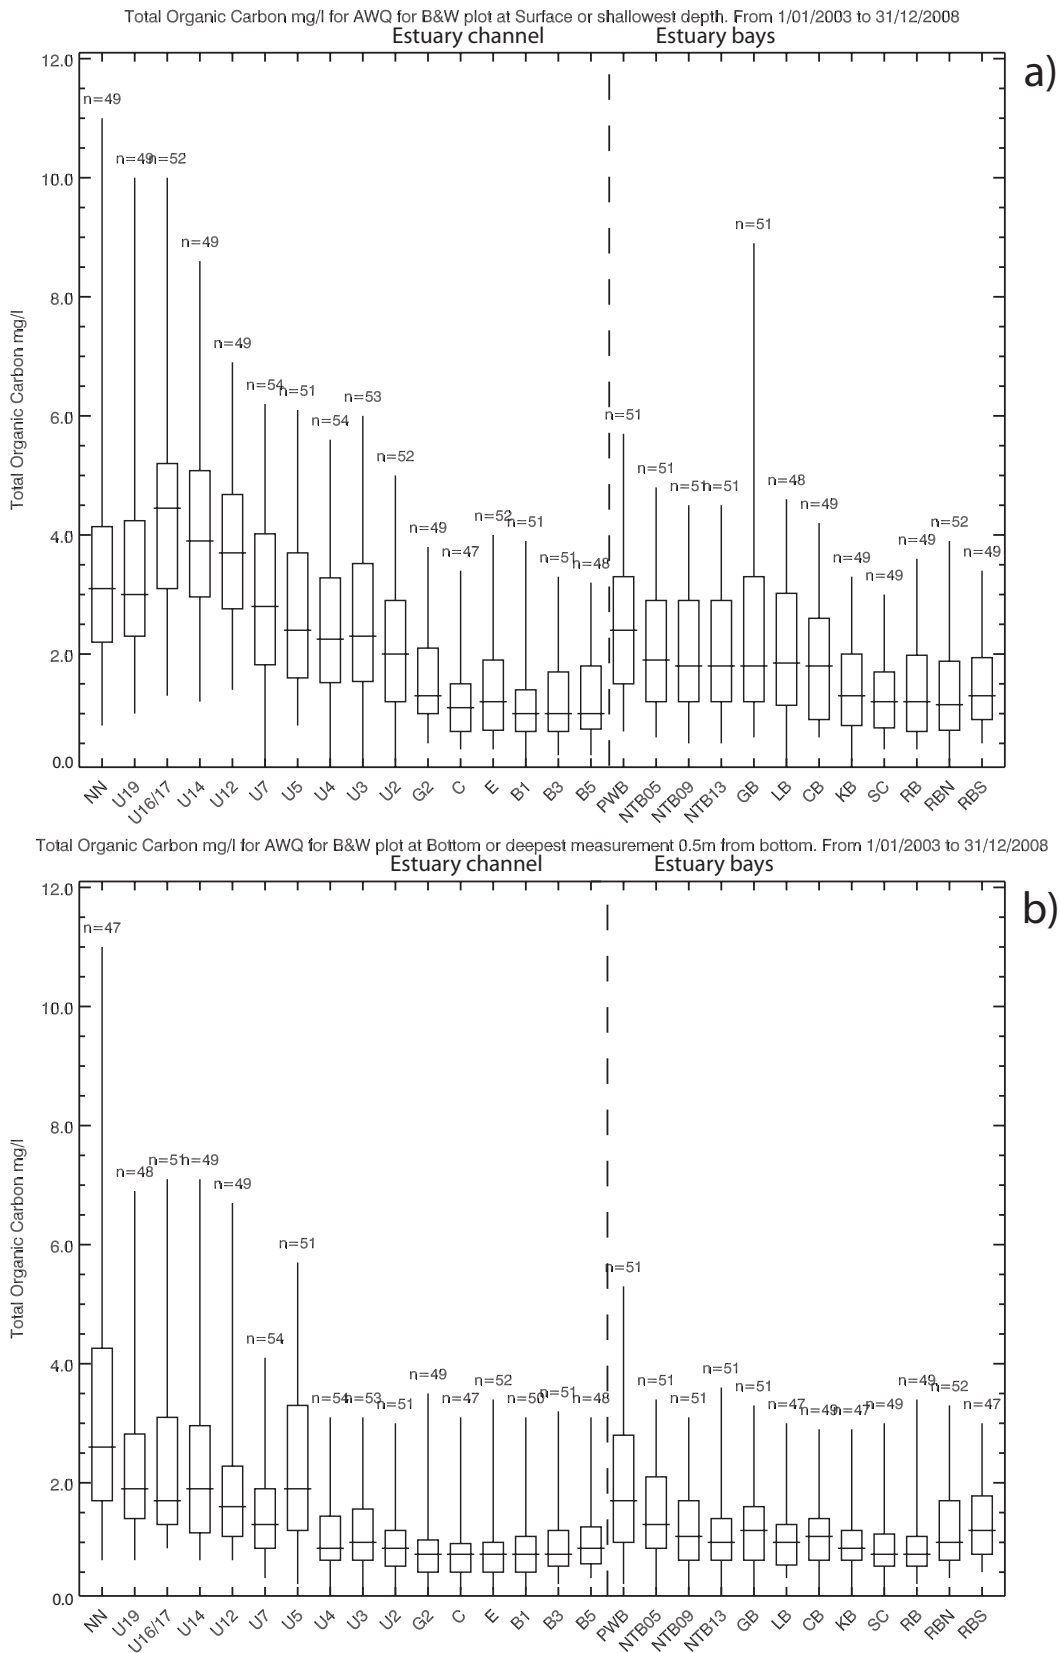 Total Organic Carbon mg/l for AWQ for B&W plot at Surface or shallowest depth. From 1/01/2003 to 31/12/2008
Estuary channel Estuary bays
a)
12.0
10.0
8.0
6.0
4.0
2.0
0.0
Total Organic Carbon mg/l
n=49 n=49 n=52 n=49 n=49 n=54 n=51 n=54 n=53 n=52 n=49 n=47 n=52 n=51 n=51 n=48 n=51 n=51 n=51 n=51 n=51 n=48 n=49 n=49 n=49 n=49 n=52 n=49
NN U19 U16/17 U14 U12 U7 U5 U4 U3 U2 G2 C E B1 B3 B5 PWB NTB05 NTB09 NTB13 GB LB CB KB SC RB RBN RBS
Total Organic Carbon mg/l for AWQ for B&W plot at Bottom or deepest measurement 0.5m from bottom. From 1/01/2003 to 31/12/2008
Estuary channel Estuary bays
b)
12.0
10.0
8.0
6.0
4.0
2.0
0.0
Total Organic Carbon mg/l
n=47 n=48 n=51 n=49 n=49 n=54 n=51 n=54 n=53 n=51 n=49 n=47 n=52 n=50 n=51 n=48 n=51 n=51 n=51 n=51 n=51 n=47 n=49 n=47 n=49 n=49 n=52 n=47
NN U19 U16/17 U14 U12 U7 U5 U4 U3 U2 G2 C E B1 B3 B5 PWB NTB05 NTB09 NTB13 GB LB CB KB SC RB RBN RBS